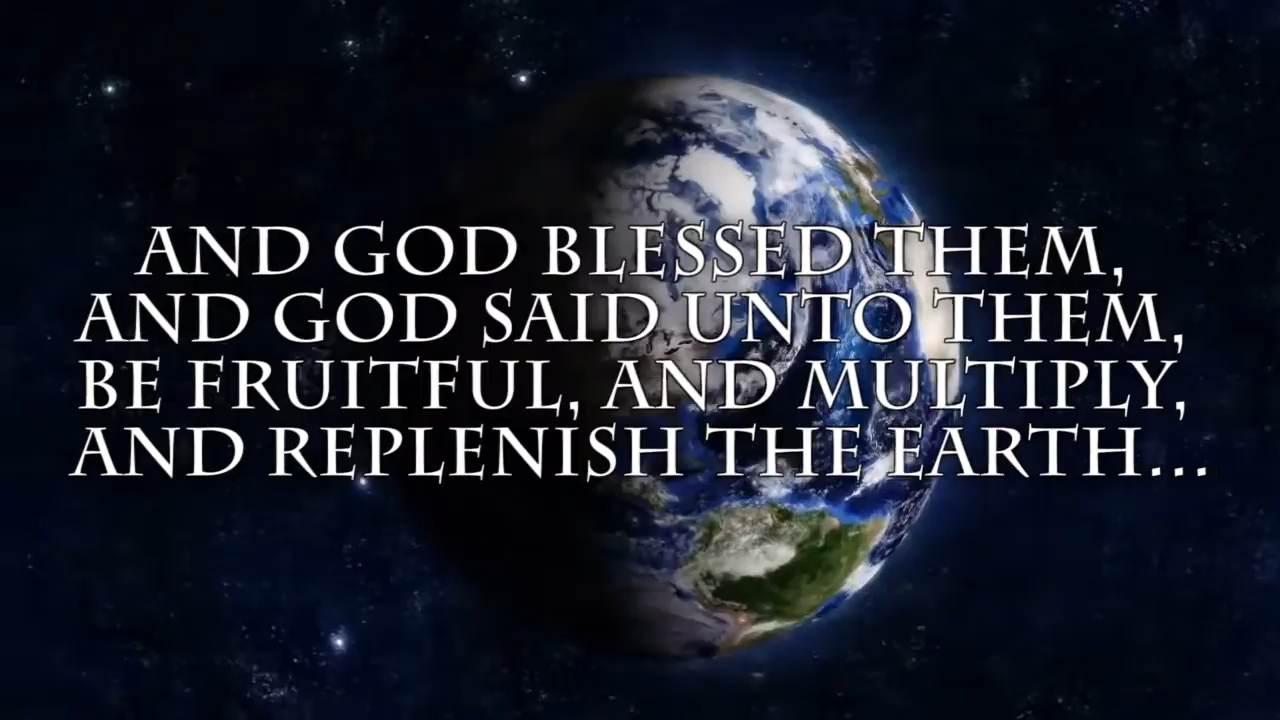 AND GOD BLESSED THEM,
AND GOD SAID UNTO THEM,
BE FRUITFUL, AND MULTIPLY,
AND REPLENISH THE EARTH...